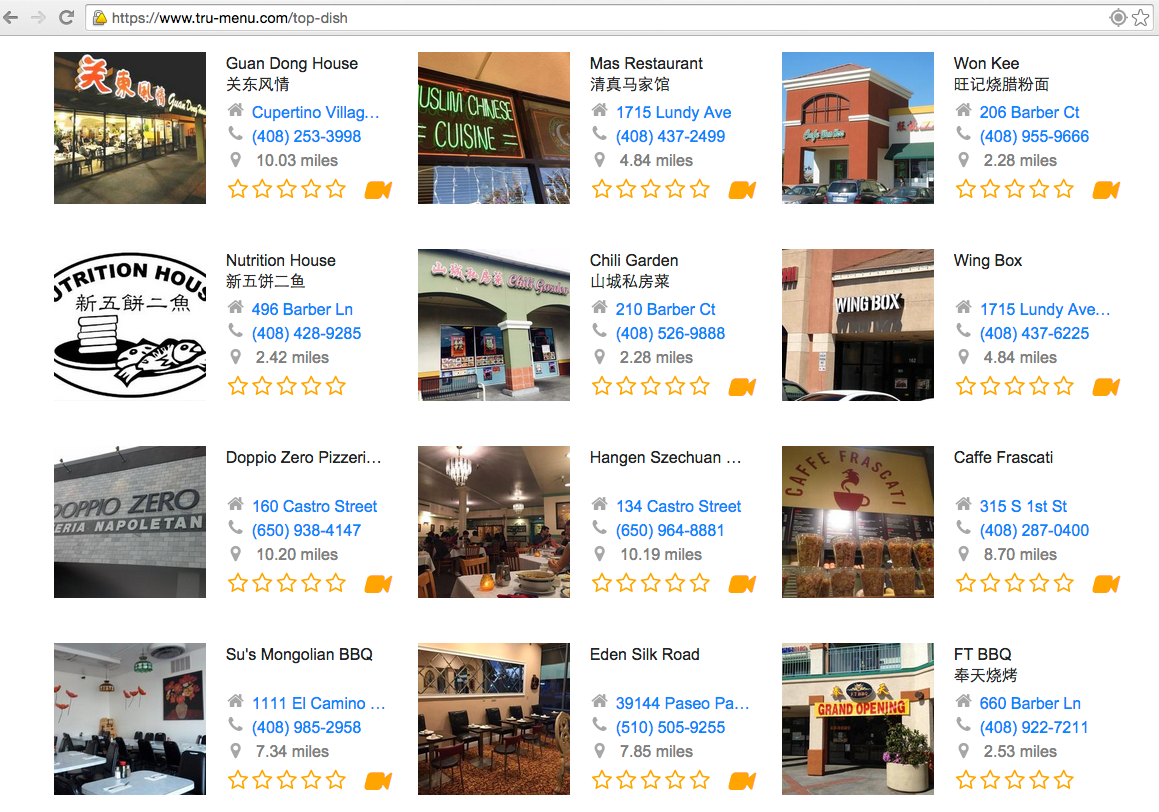 https://www.tru-menu.com/top-dish
关东风情 Guan Dong House
Guan Dong House
关东风情
Cupertino Villag…
(408) 253-3998
10.03 miles
MUSLIM CHINESE
= CUISINE =
Mas Restaurant
清真马家馆
1715 Lundy Ave
(408) 437-2499
4.84 miles
Won Kee
旺记烧腊粉面
206 Barber Ct
(408) 955-9666
2.28 miles
UTRITION HOUS
新五餅二魚
Nutrition House
新五饼二鱼
496 Barber Ln
(408) 428-9285
2.42 miles
山城私房菜 Chili Garden
Chili Garden
山城私房菜
210 Barber Ct
(408) 526-9888
2.28 miles
WING BOX
Wing Box
1715 Lundy Ave…
(408) 437-6225
4.84 miles
DOPPIO ZERO
ERIA NAPOLETAN
Doppio Zero Pizzeri…
160 Castro Street
(650) 938-4147
10.20 miles
Hangen Szechuan …
134 Castro Street
(650) 964-8881
10.19 miles
CAFFE FRASCATI
Caffe Frascati
315 S 1st St
(408) 287-0400
8.70 miles
Su's Mongolian BBQ
1111 El Camino …
(408) 985-2958
7.34 miles
Eden Silk Road
39144 Paseo Pa…
(510) 505-9255
7.85 miles
FT BBQ
GRAND OPENING
FT BBQ
奉天烧烤
660 Barber Ln
(408) 922-7211
2.53 miles